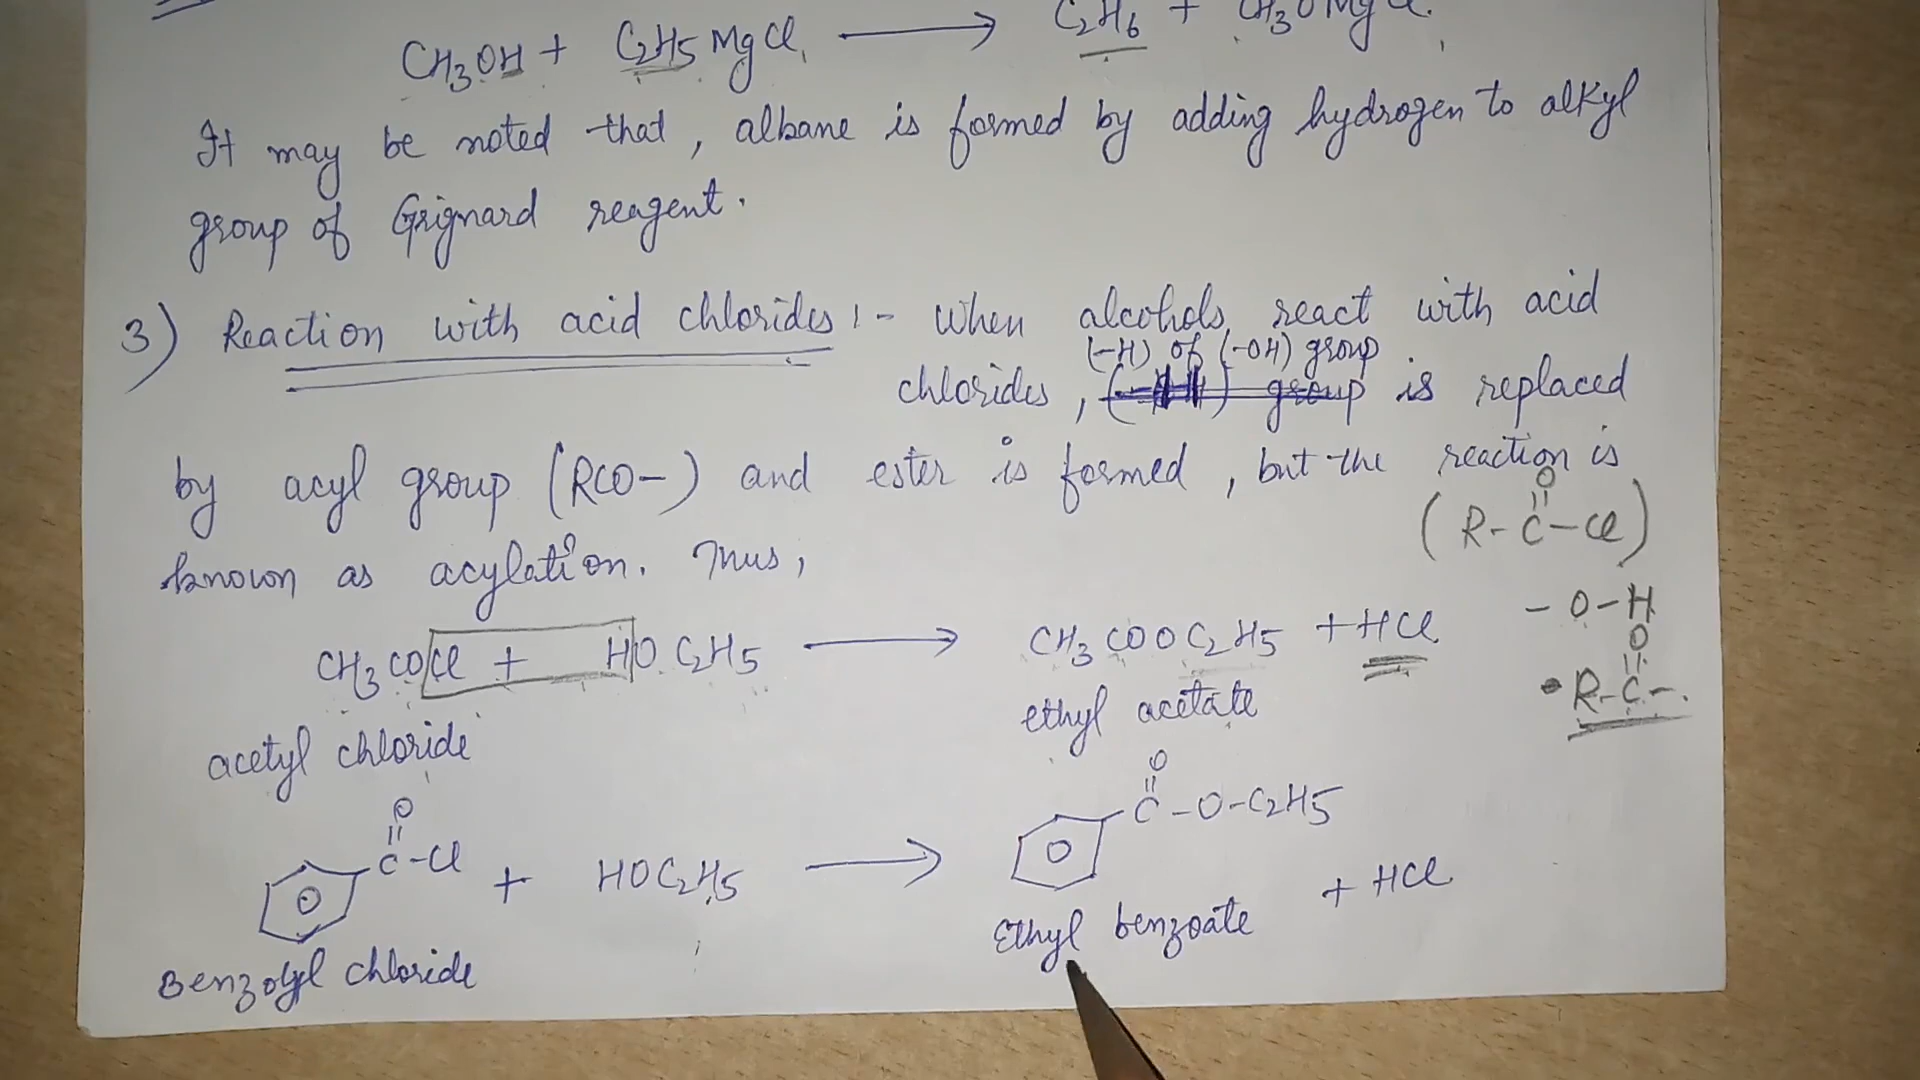 CH₃OH + C₂H₅MgCl, ⟶ C₂H₆ + CH₃OMgCl.
It may be noted that, albane is formed by adding hydrogen to alkyl
group of Grignard reagent.
3) Reaction with acid chlorides :- When alcohols react with acid
(-H) of (-OH) group
chlorides, group is replaced
by acyl group (RCO-) and ester is formed, but the reaction is
known as acylation. Thus,
(R-C-Cl)
O
||
CH₃COCl + HOC₂H₅ ⟶ CH₃COOC₂H₅ + HCl
acetyl chloride
ethyl acetate
-O-H
O
||
R-C-.
O
||
C-Cl + HOC₂H₅ ⟶
O
||
C-O-C₂H₅
+ HCl
Benzoyl chloride
Ethyl benzoate